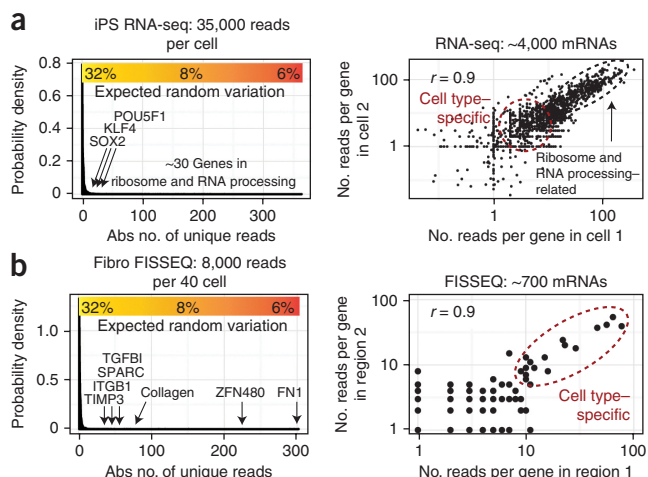 a
iPS RNA-seq: 35,000 reads
per cell
Probability density
0.8
0.6
0.4
0.2
0
32% 8% 6%
Expected random variation
POU5F1
KLF4
SOX2
~30 Genes in
ribosome and RNA processing
0 100 200 300
Abs no. of unique reads
RNA-seq: ~4,000 mRNAs
No. reads per gene
in cell 2
100
1
r = 0.9
Cell type–
specific
Ribosome and
RNA processing–
related
1 100
No. reads per gene in cell 1
b
Fibro FISSEQ: 8,000 reads
per 40 cell
Probability density
1.0
0.5
0
32% 8% 6%
Expected random variation
TGFBI
SPARC
ITGB1
TIMP3 Collagen ZFN480 FN1
0 100 200 300
Abs no. of unique reads
FISSEQ: ~700 mRNAs
No. reads per gene
in region 2
100
10
1
r = 0.9
Cell type–
specific
1 10 100
No. reads per gene in region 1